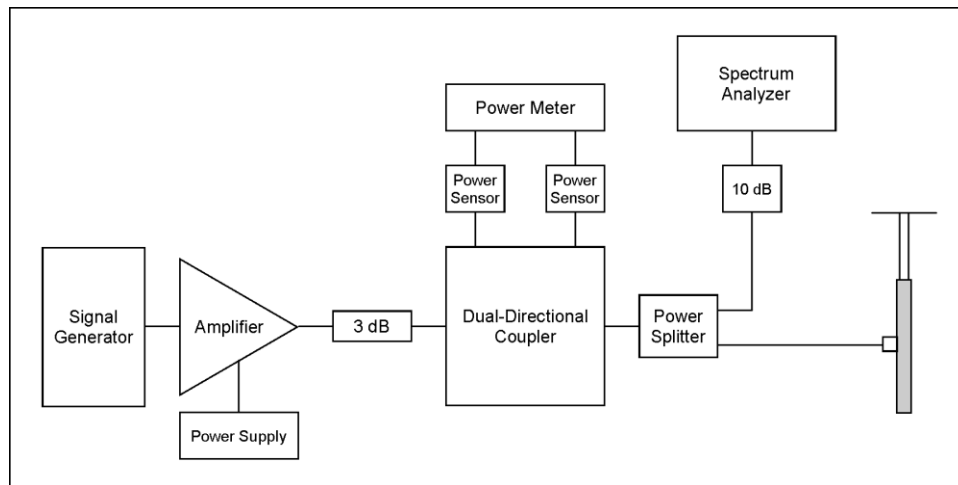 Spectrum
Analyzer
Power Meter
Power
Sensor
Power
Sensor
10 dB
Signal
Generator
Amplifier
3 dB
Dual-Directional
Coupler
Power
Splitter
Power Supply